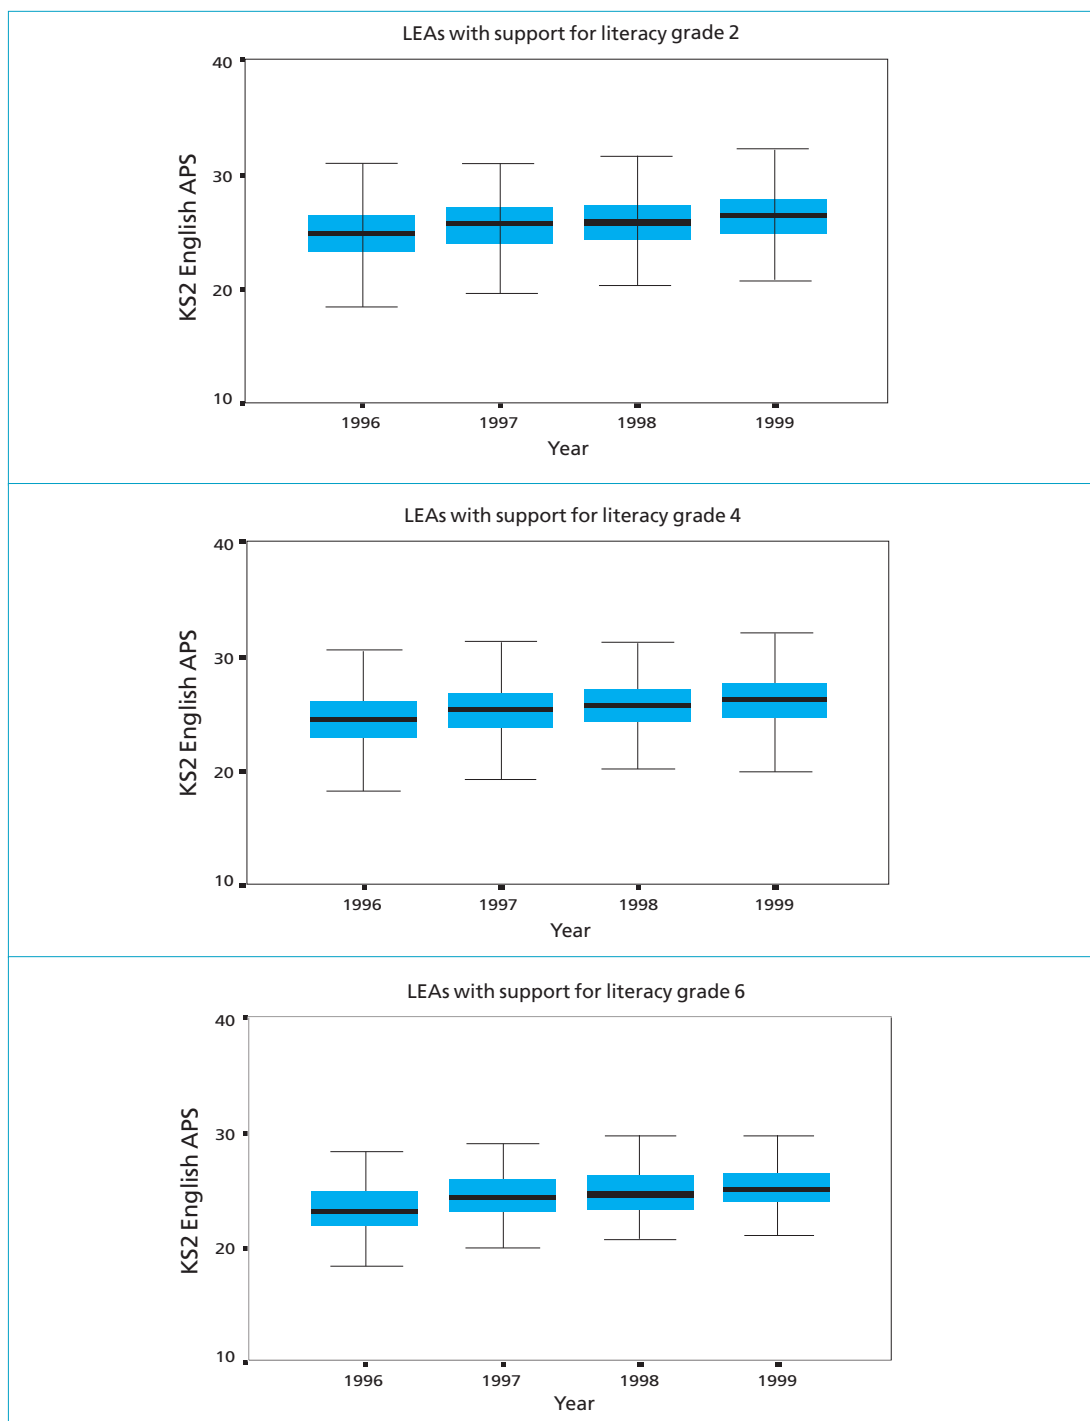 LEAs with support for literacy grade 2
40
30
20
10
KS2 English APS
1996 1997 1998 1999
Year
LEAs with support for literacy grade 4
40
30
20
10
KS2 English APS
1996 1997 1998 1999
Year
LEAs with support for literacy grade 6
40
30
20
10
KS2 English APS
1996 1997 1998 1999
Year